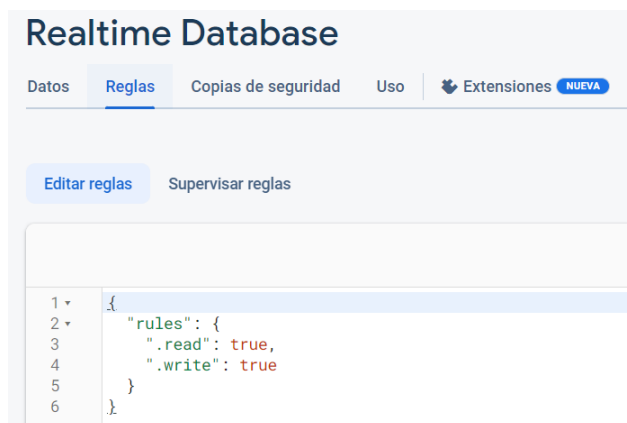 Realtime Database
Datos Reglas Copias de seguridad Uso Extensiones NUEVA
Editar reglas Supervisar reglas
1 {
2 "rules": {
3 ".read": true,
4 ".write": true
5 }
6 }